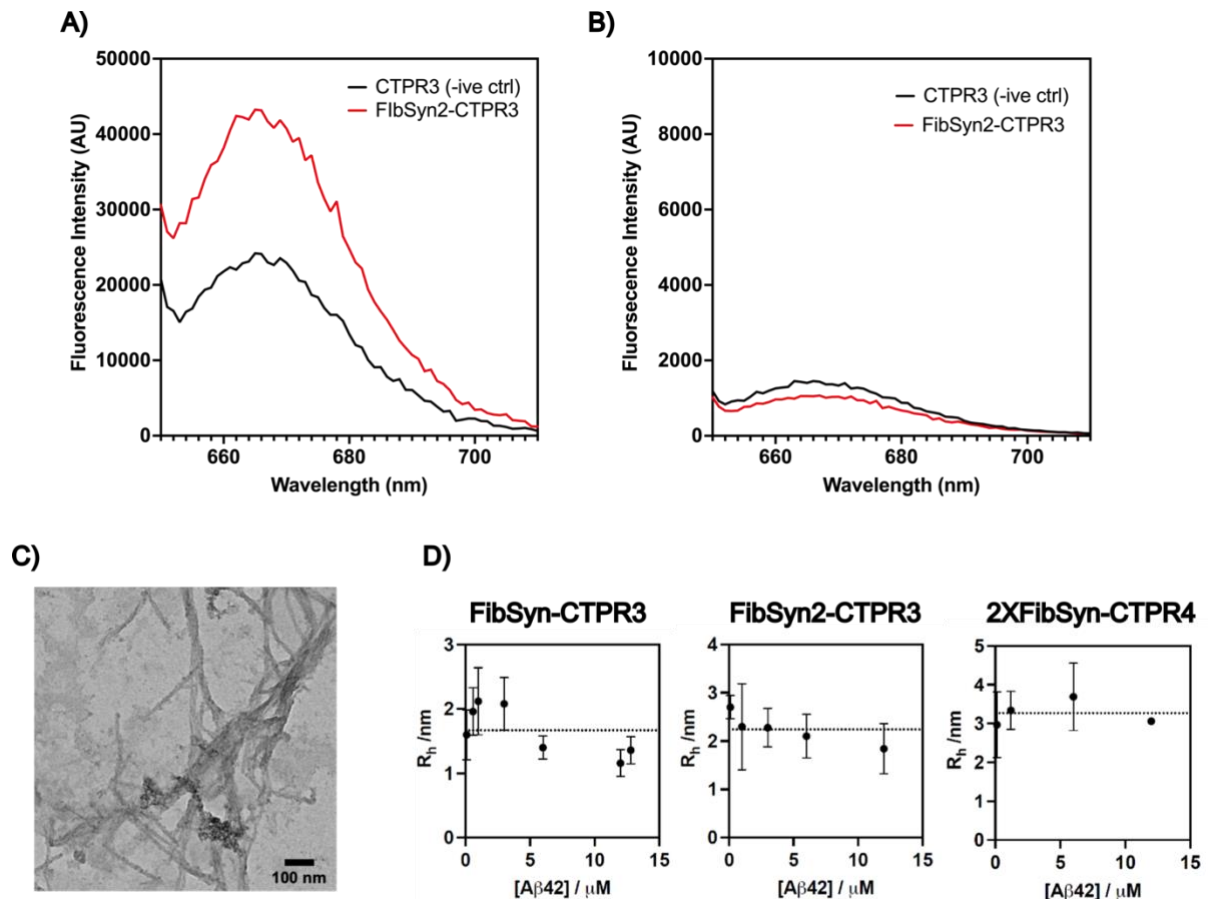 A)
Fluorescence Intensity (AU)
50000
40000
30000
20000
10000
0
660
680
700
Wavelength (nm)
CTPR3 (-ive ctrl)
FIbSyn2-CTPR3
B)
Fluorsecence Intensity (AU)
10000
8000
6000
4000
2000
0
660
680
700
Wavelength (nm)
CTPR3 (-ive ctrl)
FibSyn2-CTPR3
C)
100 nm
D)
FibSyn-CTPR3
Rh /nm
3
2
1
0
0 5 10 15
[Aβ42] / μM
FibSyn2-CTPR3
Rh /nm
4
3
2
1
0
0 5 10 15
[Aβ42] / μM
2XFibSyn-CTPR4
Rh /nm
5
4
3
2
1
0
0 5 10 15
[Aβ42] / μM